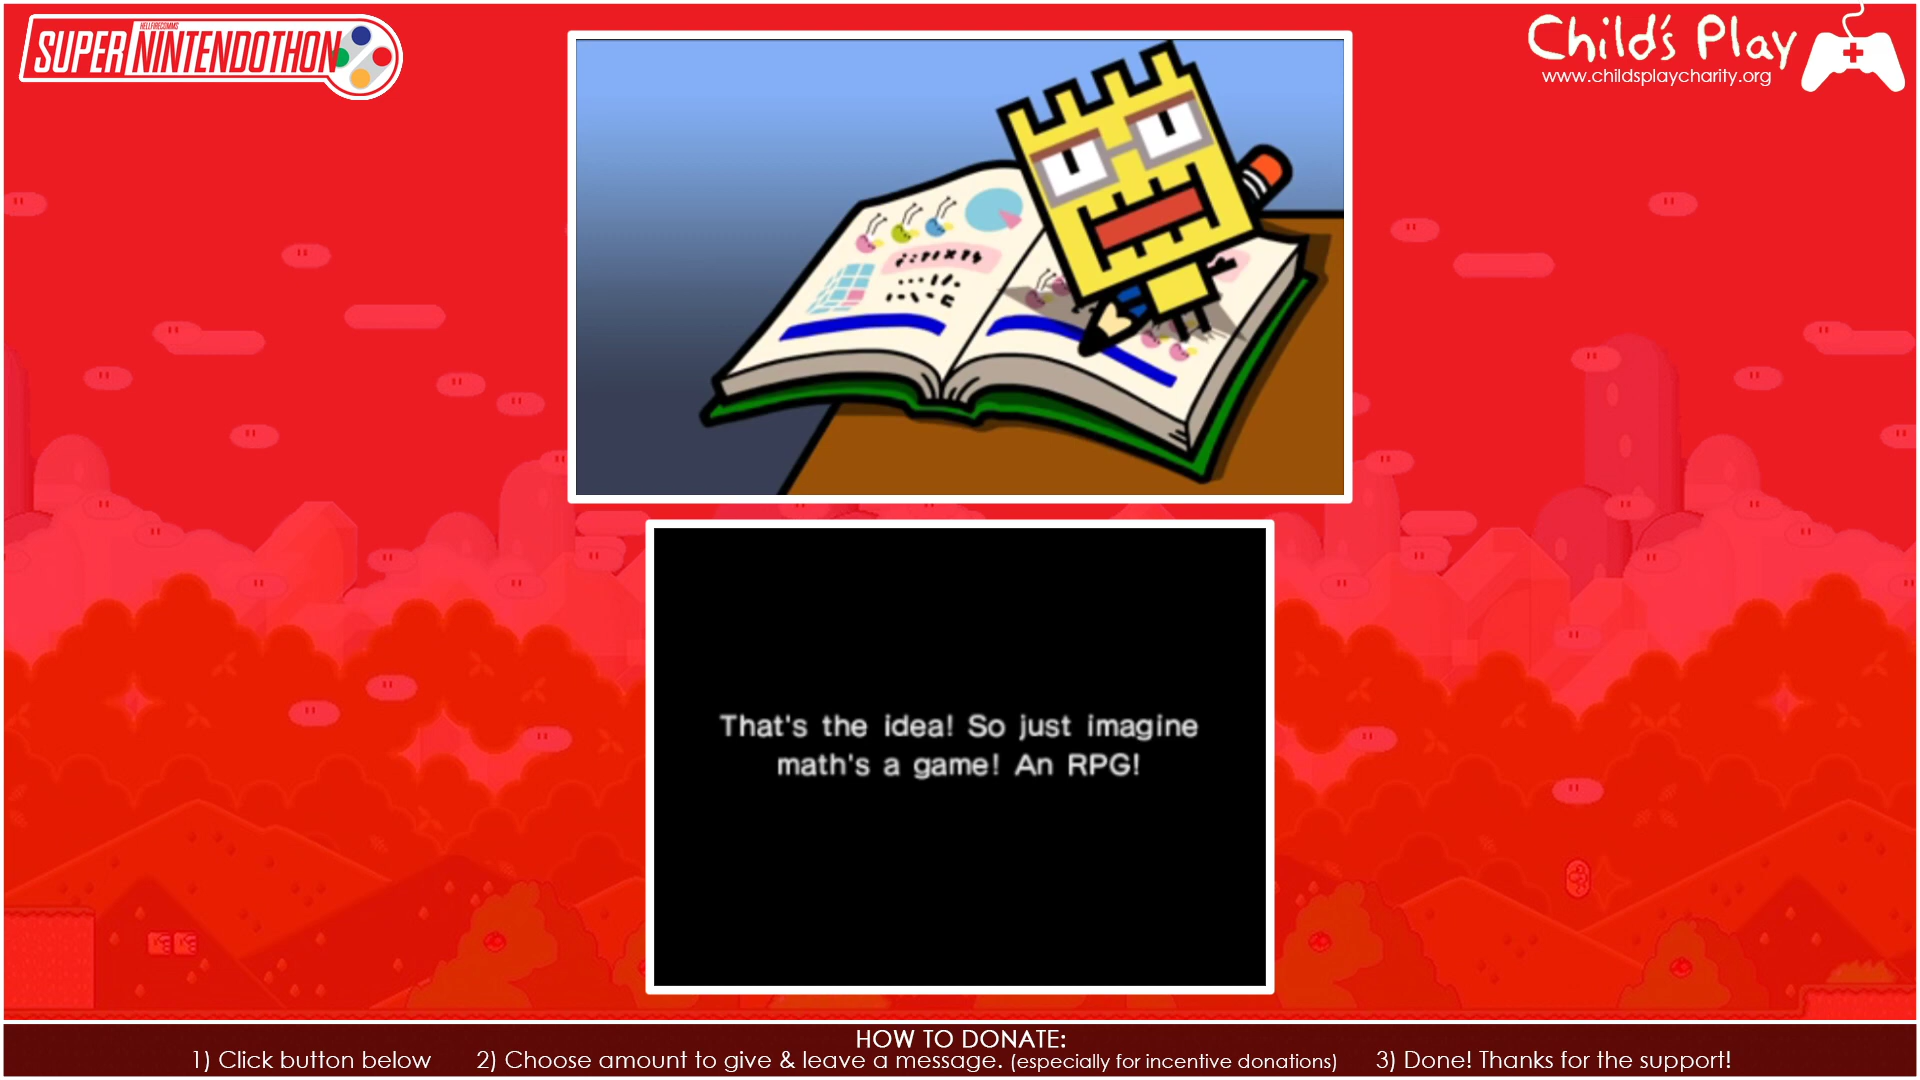 HELLFIRECOMMS
SUPER NINTENDOTHON
Child's Play
www.childsplaycharity.org
That's the idea! So just imagine
math's a game! An RPG!
HOW TO DONATE:
1) Click button below 2) Choose amount to give & leave a message. (especially for incentive donations) 3) Done! Thanks for the support!